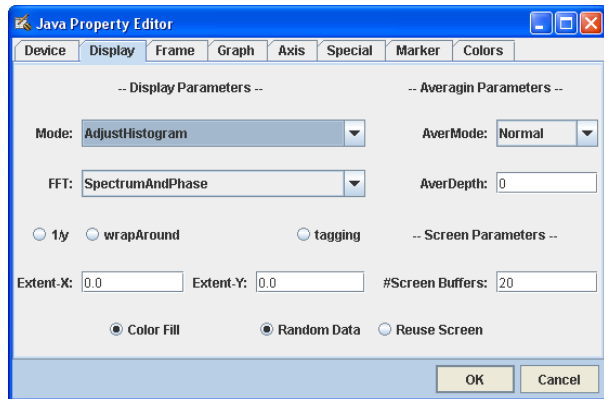 Java Property Editor
Device Display Frame Graph Axis Special Marker Colors
-- Display Parameters -- -- Averagin Parameters --
Mode: AdjustHistogram AverMode: Normal
FFT: SpectrumAndPhase AverDepth: 0
1/y wrapAround tagging -- Screen Parameters --
Extent-X: 0.0 Extent-Y: 0.0 #Screen Buffers: 20
Color Fill Random Data Reuse Screen
OK Cancel